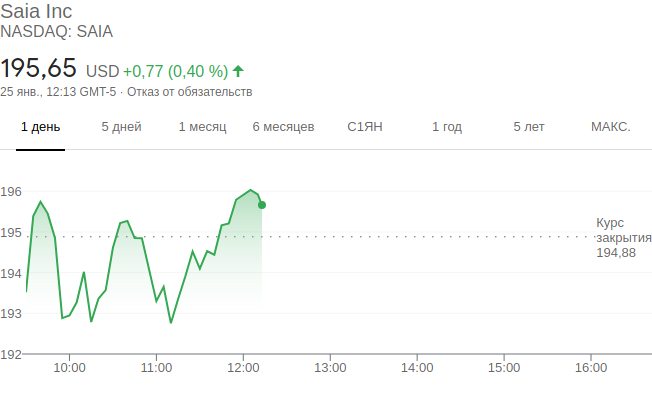 Saia Inc
NASDAQ: SAIA
195,65 USD +0,77 (0,40 %)
25 янв., 12:13 GMT-5 · Отказ от обязательств
1 день 5 дней 1 месяц 6 месяцев С1ЯН 1 год 5 лет МАКС.
196
195
194
193
192
Курс
закрытия
194,88
10:00 11:00 12:00 13:00 14:00 15:00 16:00